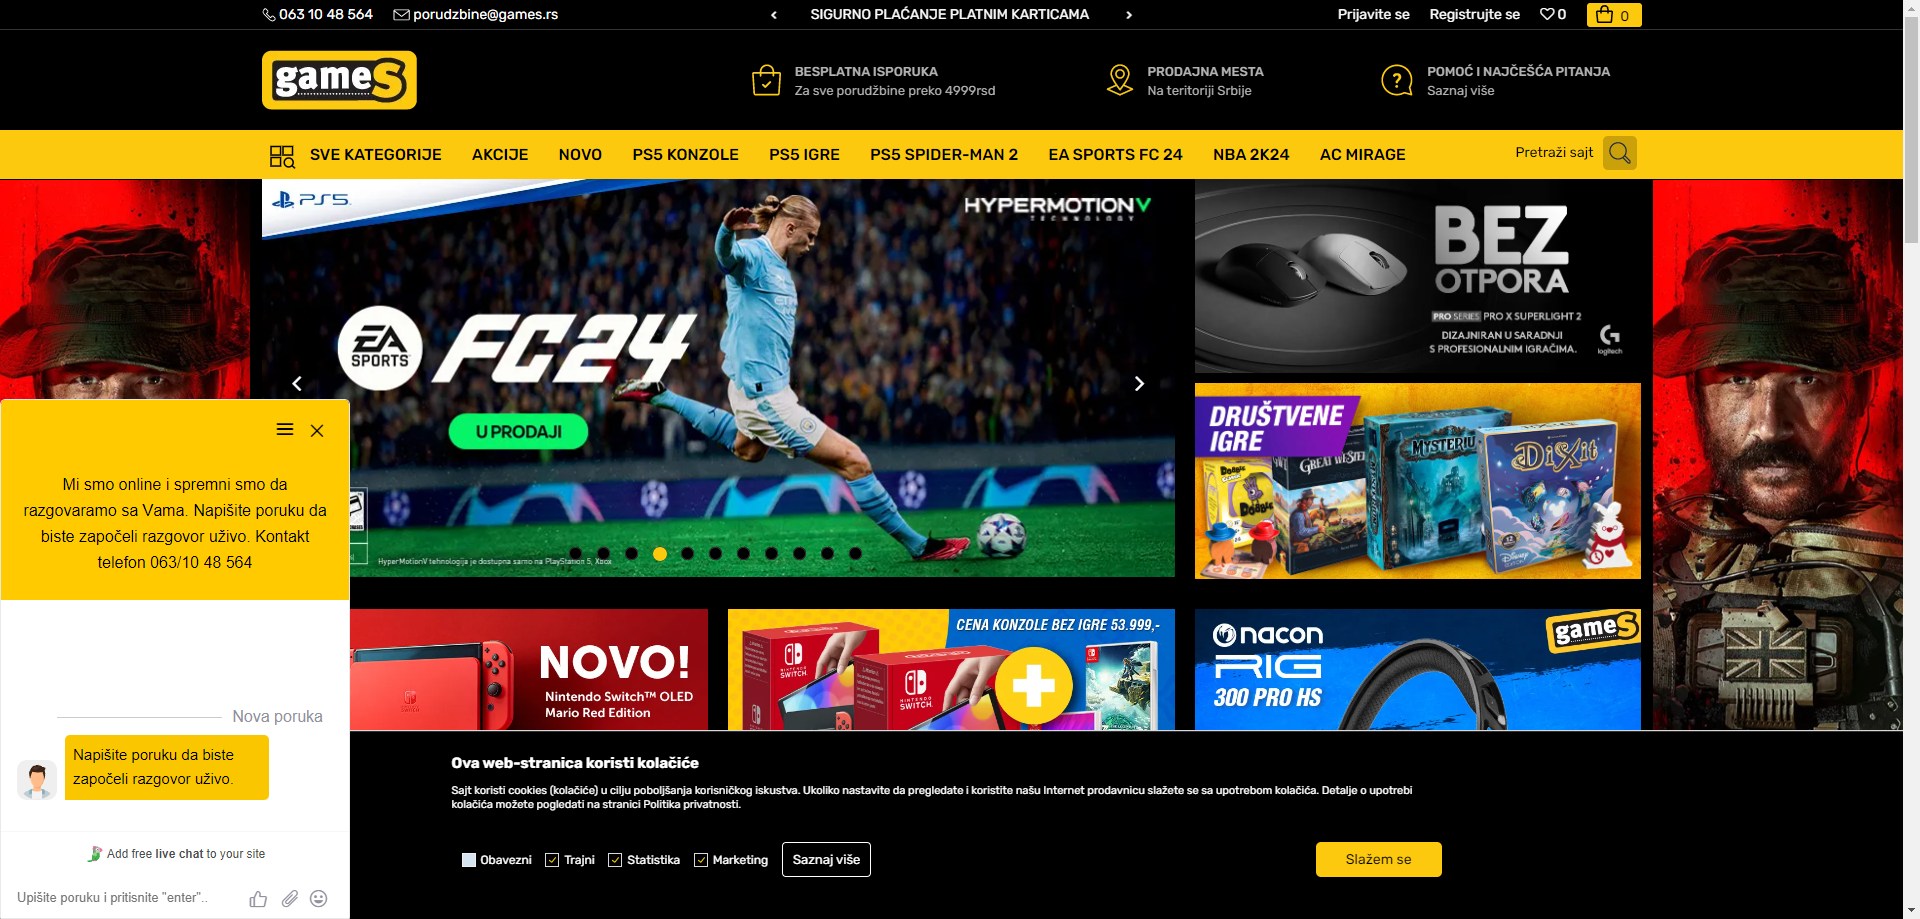 063 10 48 564
porudzbine@games.rs
SIGURNO PLAĆANJE PLATNIM KARTICAMA
Prijavite se
Registrujte se
0
0
gameS
BESPLATNA ISPORUKA
Za sve porudžbine preko 4999rsd
PRODAJNA MESTA
Na teritoriji Srbije
POMOĆ I NAJČEŠĆA PITANJA
Saznaj više
SVE KATEGORIJE
AKCIJE
NOVO
PS5 KONZOLE
PS5 IGRE
PS5 SPIDER-MAN 2
EA SPORTS FC 24
NBA 2K24
AC MIRAGE
Pretraži sajt
PS5
HYPERMOTIONV
TECHNOLOGY
EA
SPORTS
FC24
U PRODAJI
HyperMotionV tehnologija je dostupna samo na PlayStation 5, Xbox
BEZ
OTPORA
PRO SERIES PRO X SUPERLIGHT 2
DIZAJNIRAN U SARADNJI
S PROFESIONALNIM IGRAČIMA.
logitech
DRUŠTVENE
IGRE
Dobble
Dobble
GREAT WESTERN
MYSTERIUM
DiXit
Disney
NOVO!
Nintendo Switch™ OLED
Mario Red Edition
CENA KONZOLE BEZ IGRE 53.999,-
NINTENDO
SWITCH
NINTENDO
SWITCH
nacon
RIG
300 PRO HS
gameS
Mi smo online i spremni smo da
razgovaramo sa Vama. Napišite poruku da
biste započeli razgovor uživo. Kontakt
telefon 063/10 48 564
Nova poruka
Napišite poruku da biste
započeli razgovor uživo.
Add free live chat to your site
Upišite poruku i pritisnite "enter"..
Ova web-stranica koristi kolačiće
Sajt koristi cookies (kolačiće) u cilju poboljšanja korisničkog iskustva. Ukoliko nastavite da pregledate i koristite našu Internet prodavnicu slažete se sa upotrebom kolačića. Detalje o upotrebi
kolačića možete pogledati na stranici Politika privatnosti.
Obavezni
Trajni
Statistika
Marketing
Saznaj više
Slažem se